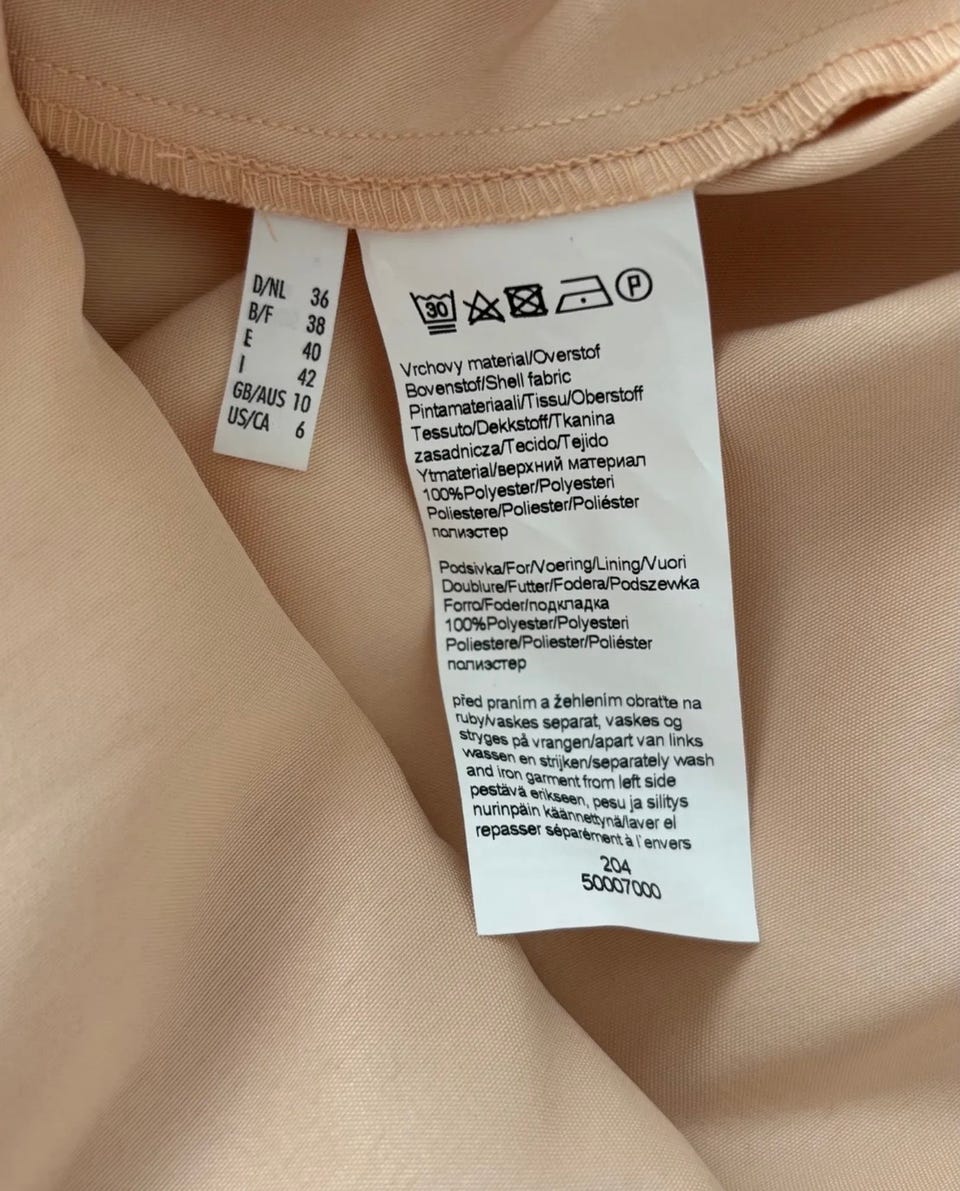 D/NL 36
B/F 38
E 40
I 42
GB/AUS 10
US/CA 6
30
P
Vrchovy material/Overstof
Bovenstof/Shell fabric
Pintamateriaali/Tissu/Oberstoff
Tessuto/Dekkstoff/Tkanina
zasadnicza/Tecido/Tejido
Ytmaterial/верхний материал
100%Polyester/Polyesteri
Poliestere/Poliester/Poliéster
полиэстер
Podsivka/For/Voering/Lining/Vuori
Doublure/Futter/Fodera/Podszewka
Forro/Foder/подкладка
100%Polyester/Polyesteri
Poliestere/Poliester/Poliéster
полиэстер
před praním a žehlením obraťte na
ruby/vaskes separat, vaskes og
stryges på vrangen/apart van links
wassen en strijken/separately wash
and iron garment from left side
pestävä erikseen, pesu ja silitys
nurinpäin käännettynä/laver el
repasser séparément à l'envers
204
50007000